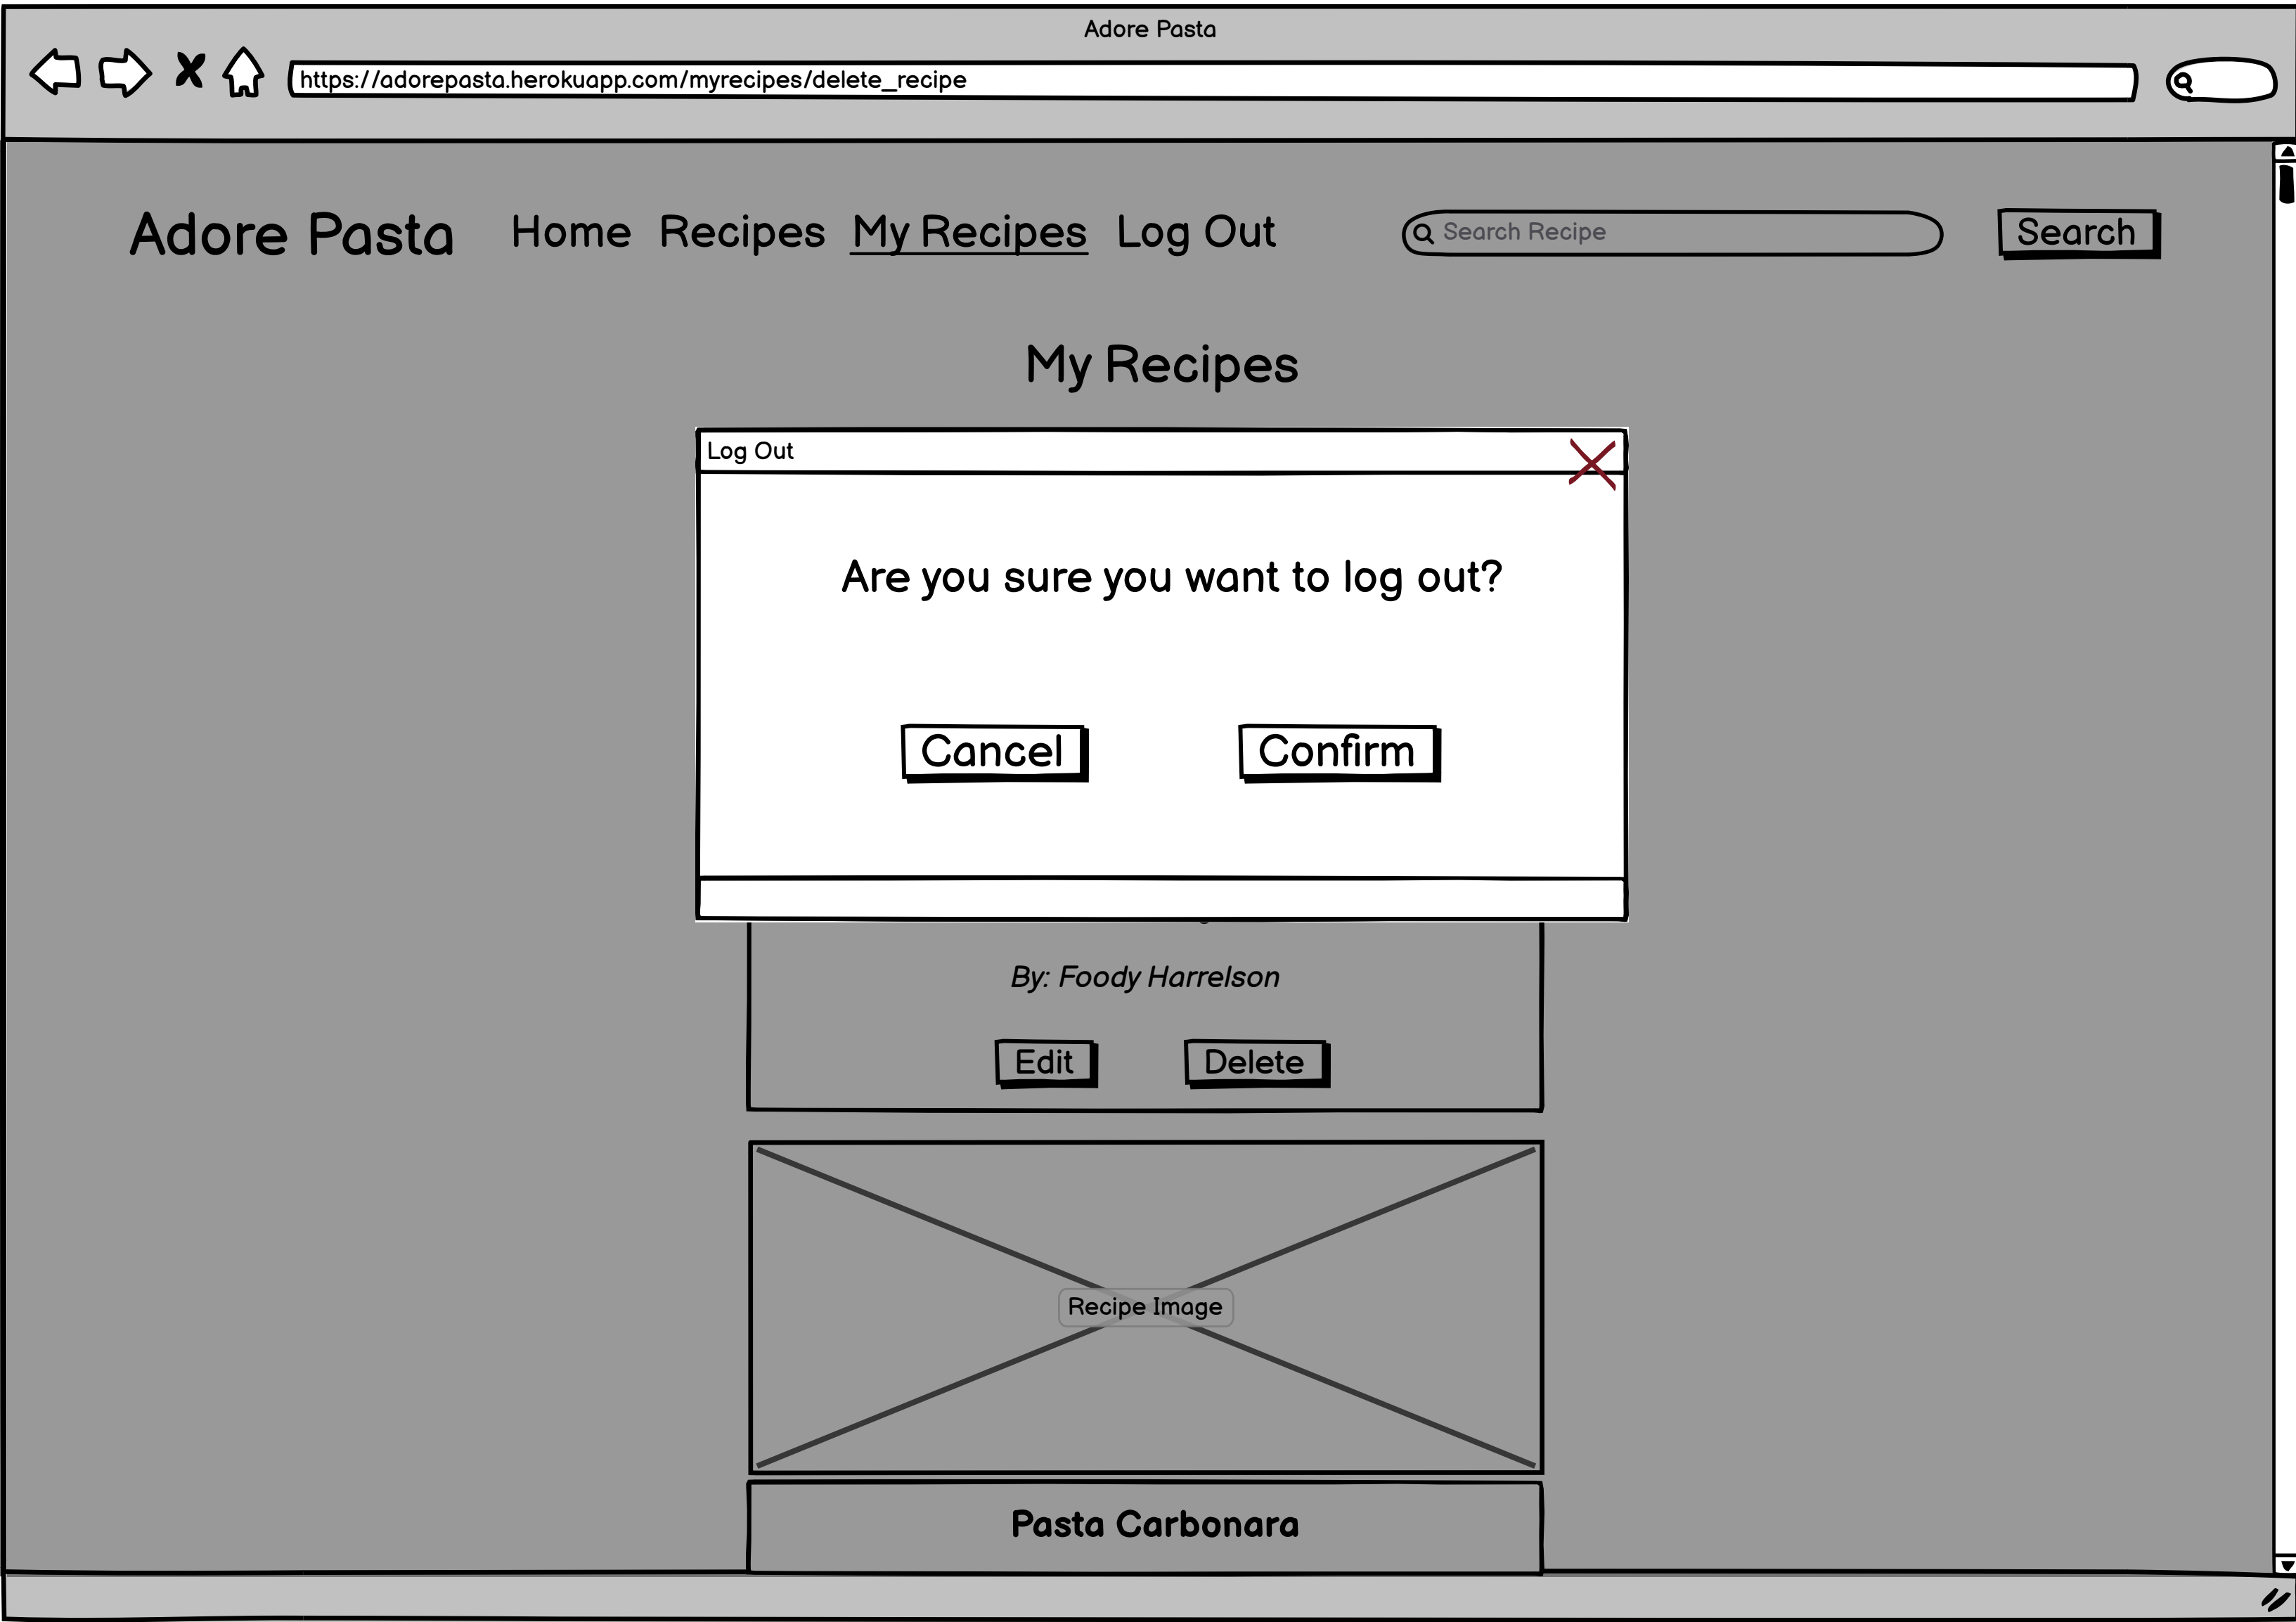 Adore Pasta
https://adorepasta.herokuapp.com/myrecipes/delete_recipe
Adore Pasta Home Recipes My Recipes Log Out Search Recipe Search
My Recipes
Log Out
Are you sure you want to log out?
Cancel Confirm
By: Foody Harrelson
Edit Delete
Recipe Image
Pasta Carbonara